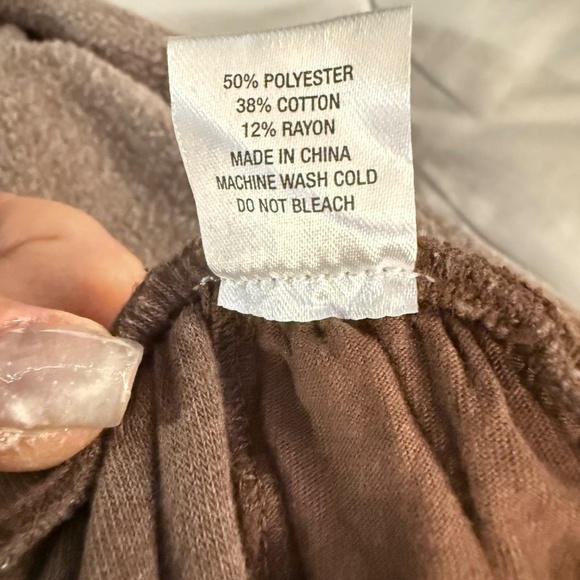 50% POLYESTER
38% COTTON
12% RAYON
MADE IN CHINA
MACHINE WASH COLD
DO NOT BLEACH